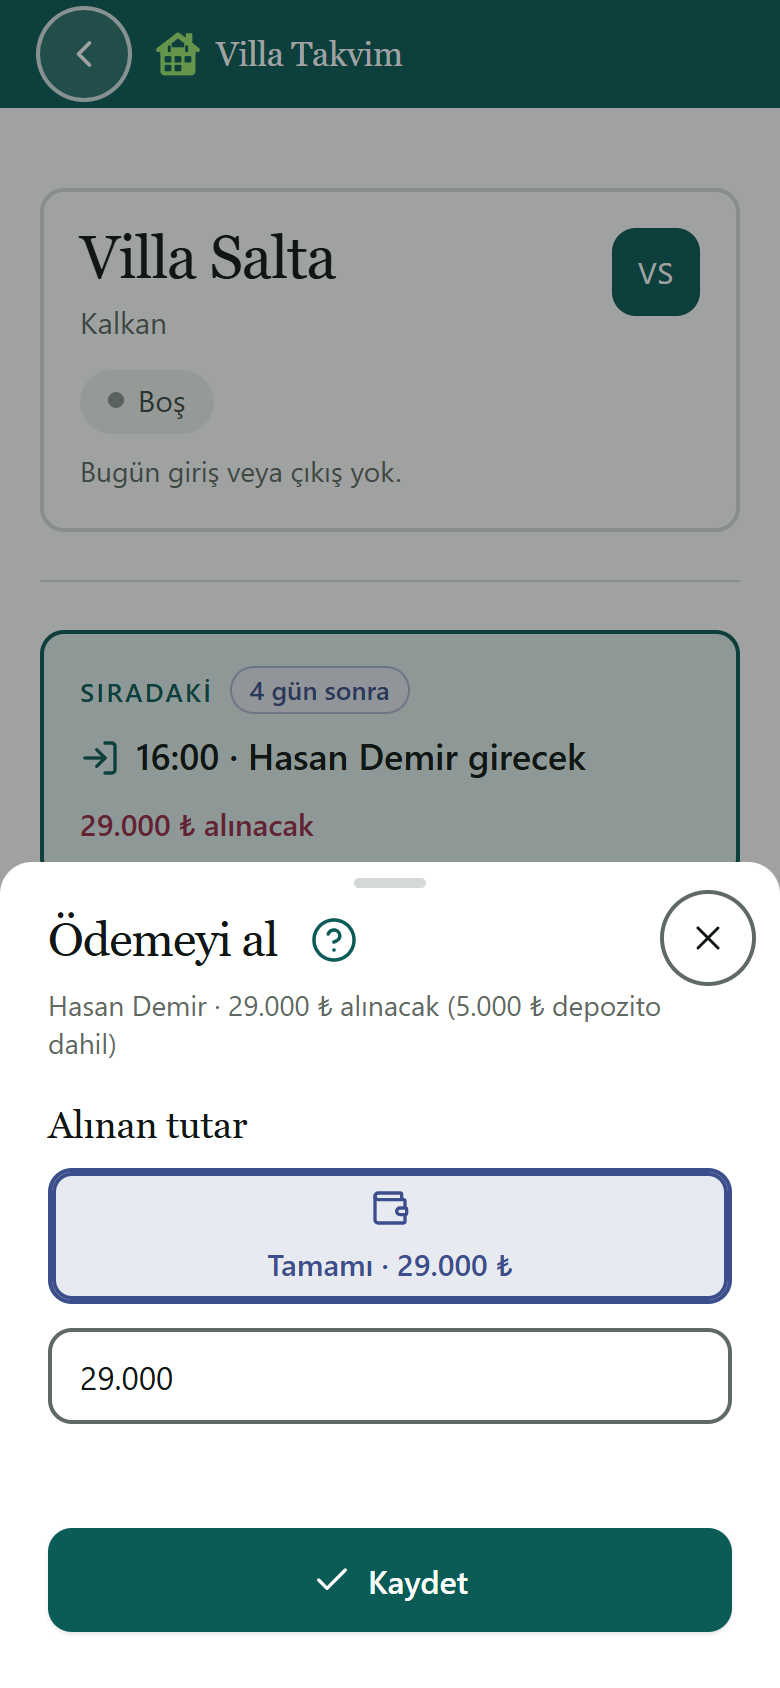 Villa Takvim
Villa Salta
VS
Kalkan
Boş
Bugün giriş veya çıkış yok.
SIRADAKİ
4 gün sonra
16:00 · Hasan Demir girecek
29.000 ₺ alınacak
Ödemeyi al
?
Hasan Demir · 29.000 ₺ alınacak (5.000 ₺ depozito
dahil)
Alınan tutar
Tamamı · 29.000 ₺
29.000
Kaydet